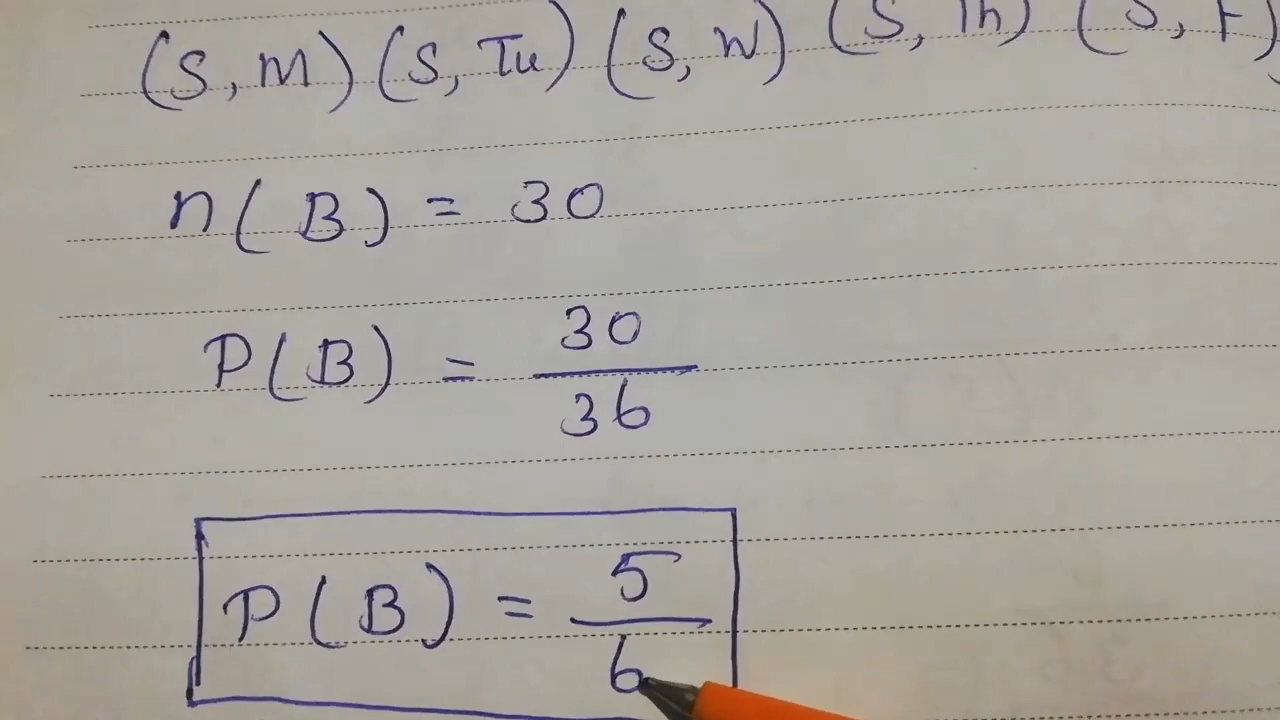 (S, M) (S, Tu) (S, W) (S, Th) (S, F)
n(B) = 30
P(B) = 30/36
P(B) = 5/6